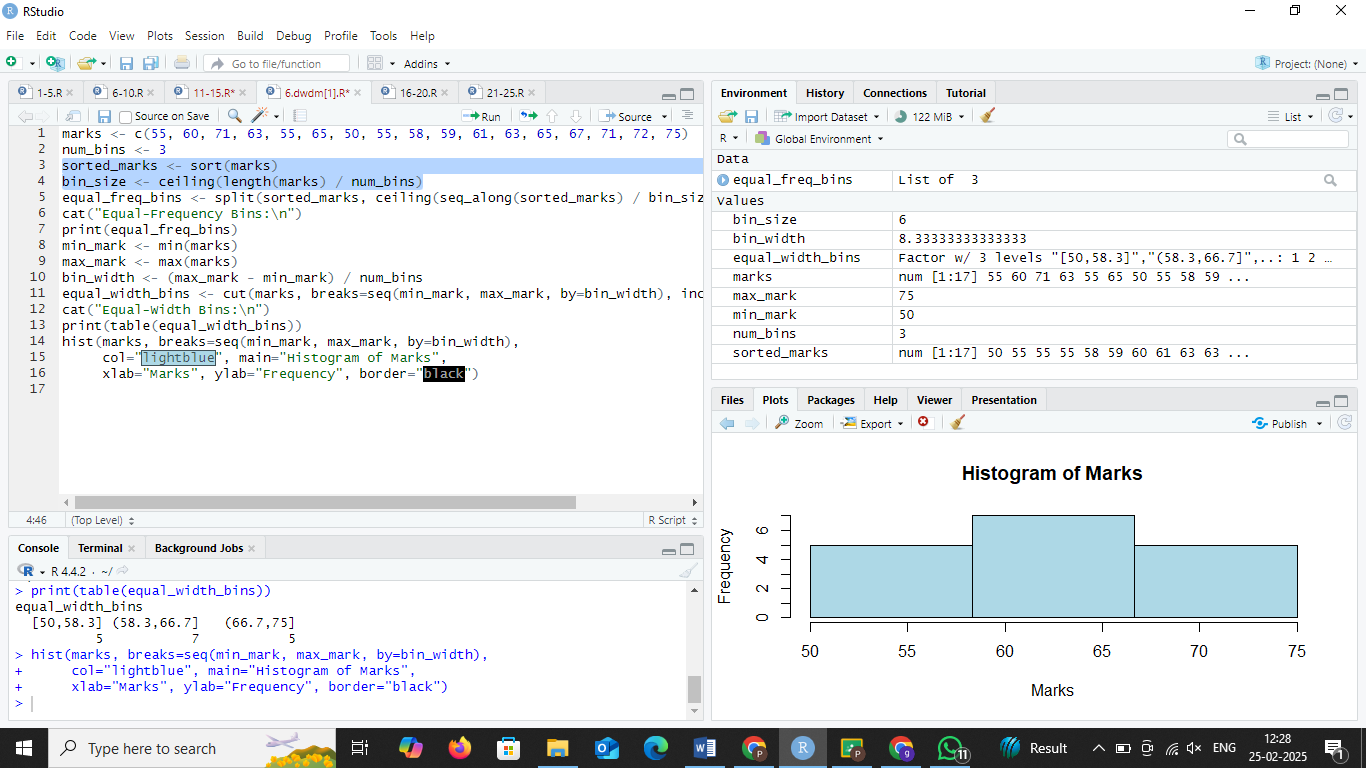 RStudio
File Edit Code View Plots Session Build Debug Profile Tools Help
Go to file/function Addins Project: (None)
1-5.R 6-10.R 11-15.R* 6.dwdm[1].R* 16-20.R 21-25.R
Source on Save Run Source
1 marks <- c(55, 60, 71, 63, 55, 65, 50, 55, 58, 59, 61, 63, 65, 67, 71, 72, 75)
2 num_bins <- 3
3 sorted_marks <- sort(marks)
4 bin_size <- ceiling(length(marks) / num_bins)
5 equal_freq_bins <- split(sorted_marks, ceiling(seq_along(sorted_marks) / bin_siz
6 cat("Equal-Frequency Bins:\n")
7 print(equal_freq_bins)
8 min_mark <- min(marks)
9 max_mark <- max(marks)
10 bin_width <- (max_mark - min_mark) / num_bins
11 equal_width_bins <- cut(marks, breaks=seq(min_mark, max_mark, by=bin_width), inc
12 cat("Equal-Width Bins:\n")
13 print(table(equal_width_bins))
14 hist(marks, breaks=seq(min_mark, max_mark, by=bin_width),
15 col="lightblue", main="Histogram of Marks",
16 xlab="Marks", ylab="Frequency", border="black")
17
4:46 (Top Level) R Script
Console Terminal Background Jobs
R 4.4.2 · ~/
> print(table(equal_width_bins))
equal_width_bins
[50,58.3] (58.3,66.7] (66.7,75]
5 7 5
> hist(marks, breaks=seq(min_mark, max_mark, by=bin_width),
+ col="lightblue", main="Histogram of Marks",
+ xlab="Marks", ylab="Frequency", border="black")
>
Environment History Connections Tutorial
Import Dataset 122 MiB List
R Global Environment
Data
equal_freq_bins List of 3
Values
bin_size 6
bin_width 8.33333333333333
equal_width_bins Factor w/ 3 levels "[50,58.3]","(58.3,66.7]",..: 1 2 …
marks num [1:17] 55 60 71 63 55 65 50 55 58 59 ...
max_mark 75
min_mark 50
num_bins 3
sorted_marks num [1:17] 50 55 55 55 58 59 60 61 63 63 ...
Files Plots Packages Help Viewer Presentation
Zoom Export Publish
Histogram of Marks
Frequency
6
4
2
0
50 55 60 65 70 75
Marks
Type here to search
11
Result
ENG
12:28
25-02-2025
1